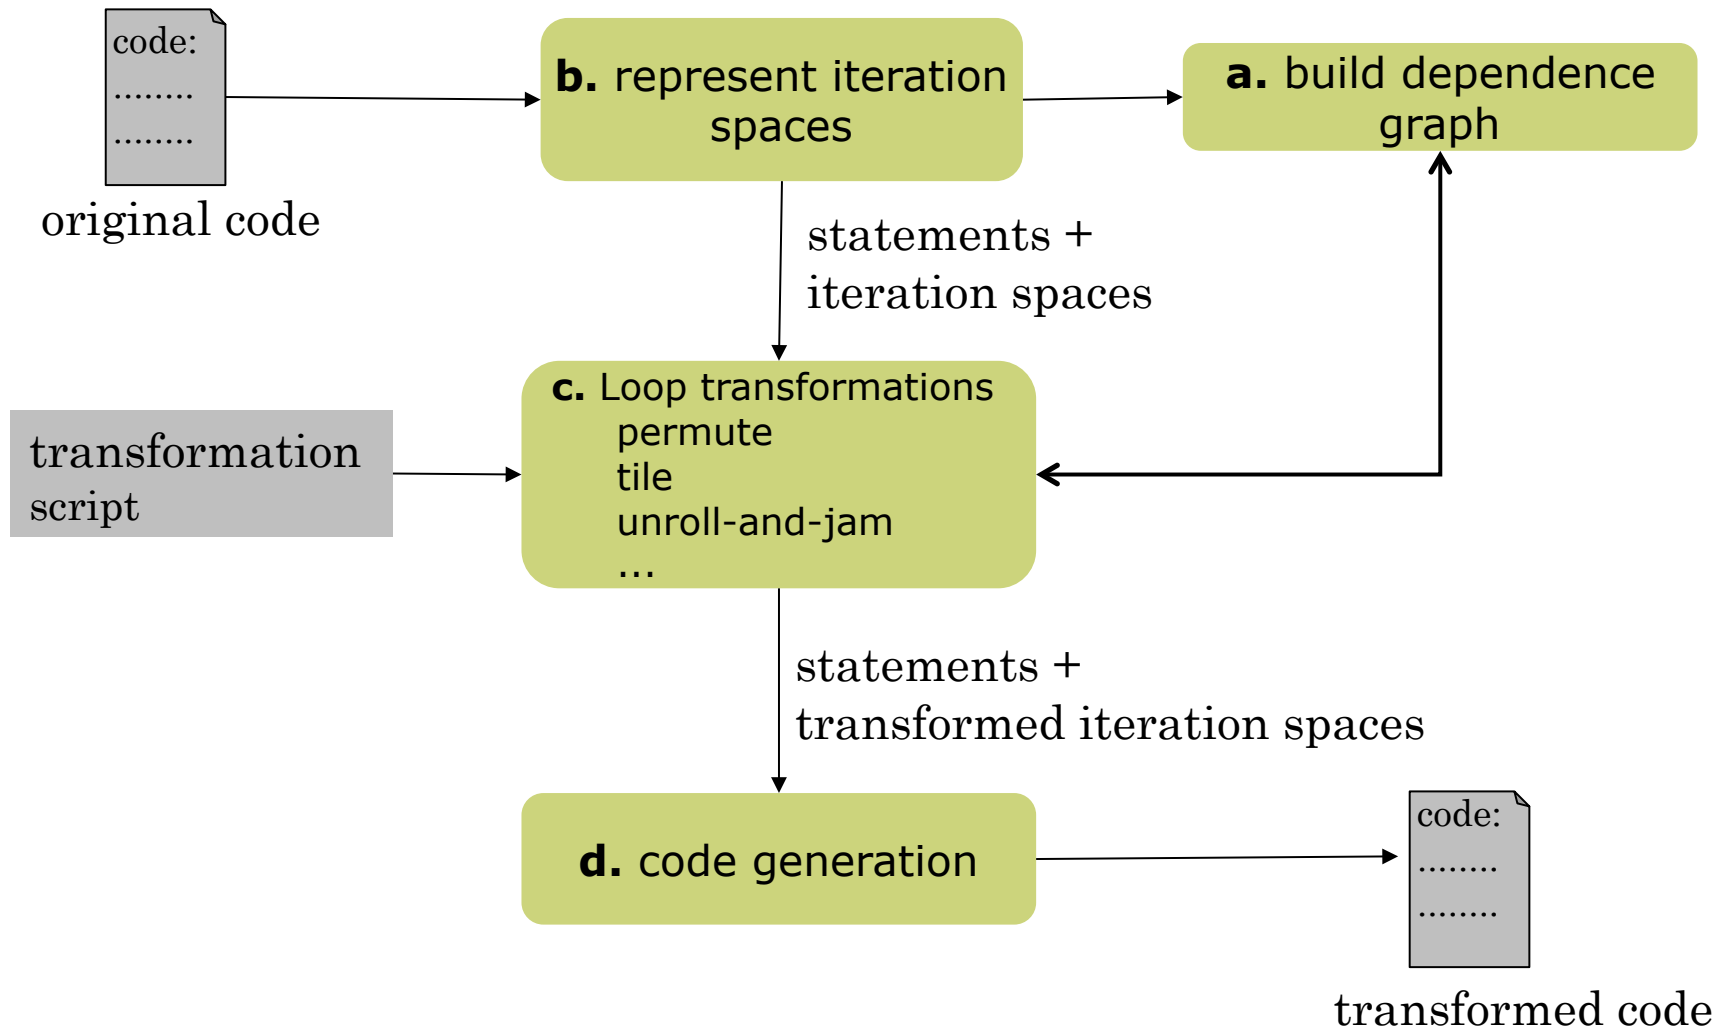 code:
........
........
original code
b. represent iteration
spaces
a. build dependence
graph
statements +
iteration spaces
transformation
script
c. Loop transformations
permute
tile
unroll-and-jam
...
statements +
transformed iteration spaces
d. code generation
code:
........
........
transformed code